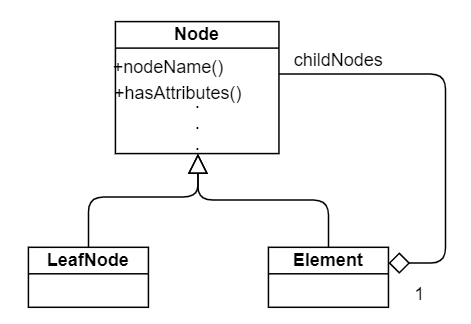 Node
childNodes
+nodeName()
+hasAttributes()
.
.
.
LeafNode
Element
1